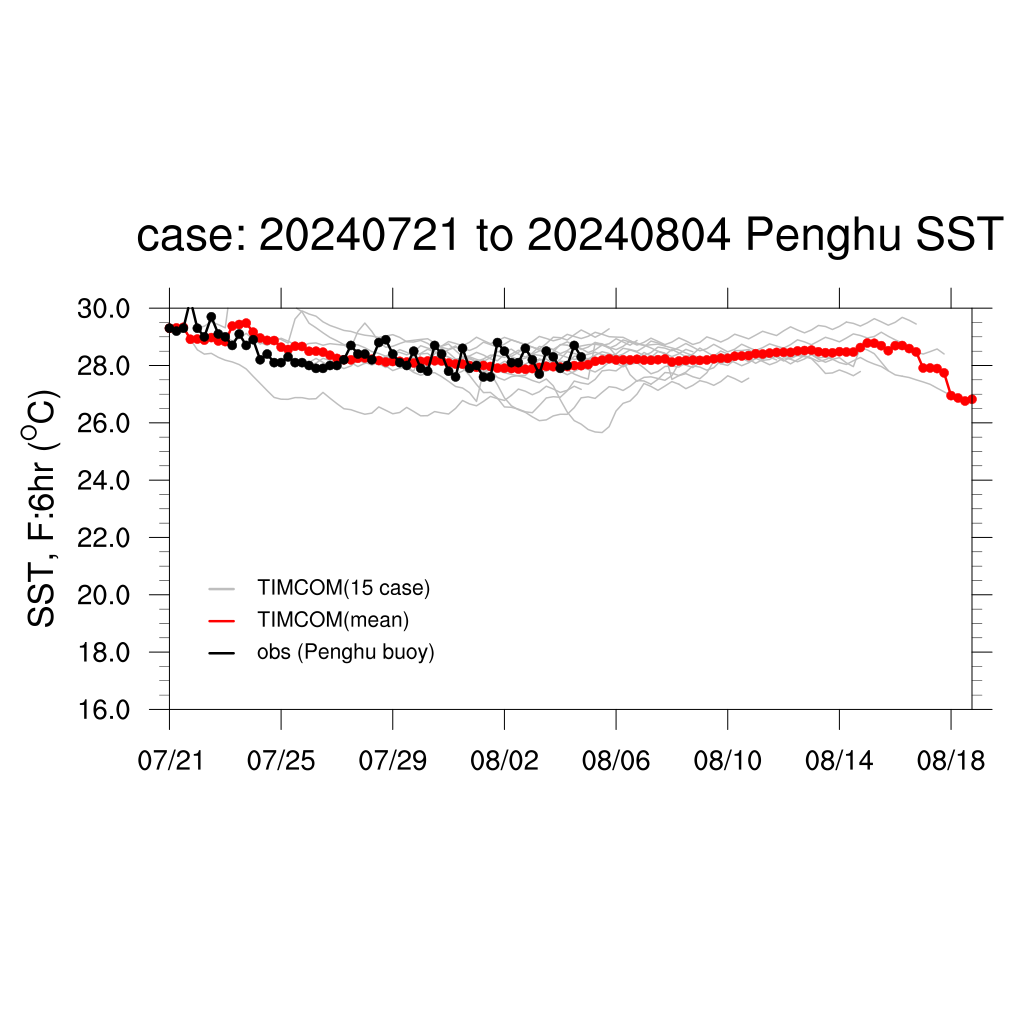 case: 20240721 to 20240804 Penghu SST
SST, F:6hr (°C)
30.0
28.0
26.0
24.0
22.0
20.0
18.0
16.0
TIMCOM(15 case)
TIMCOM(mean)
obs (Penghu buoy)
07/21 07/25 07/29 08/02 08/06 08/10 08/14 08/18